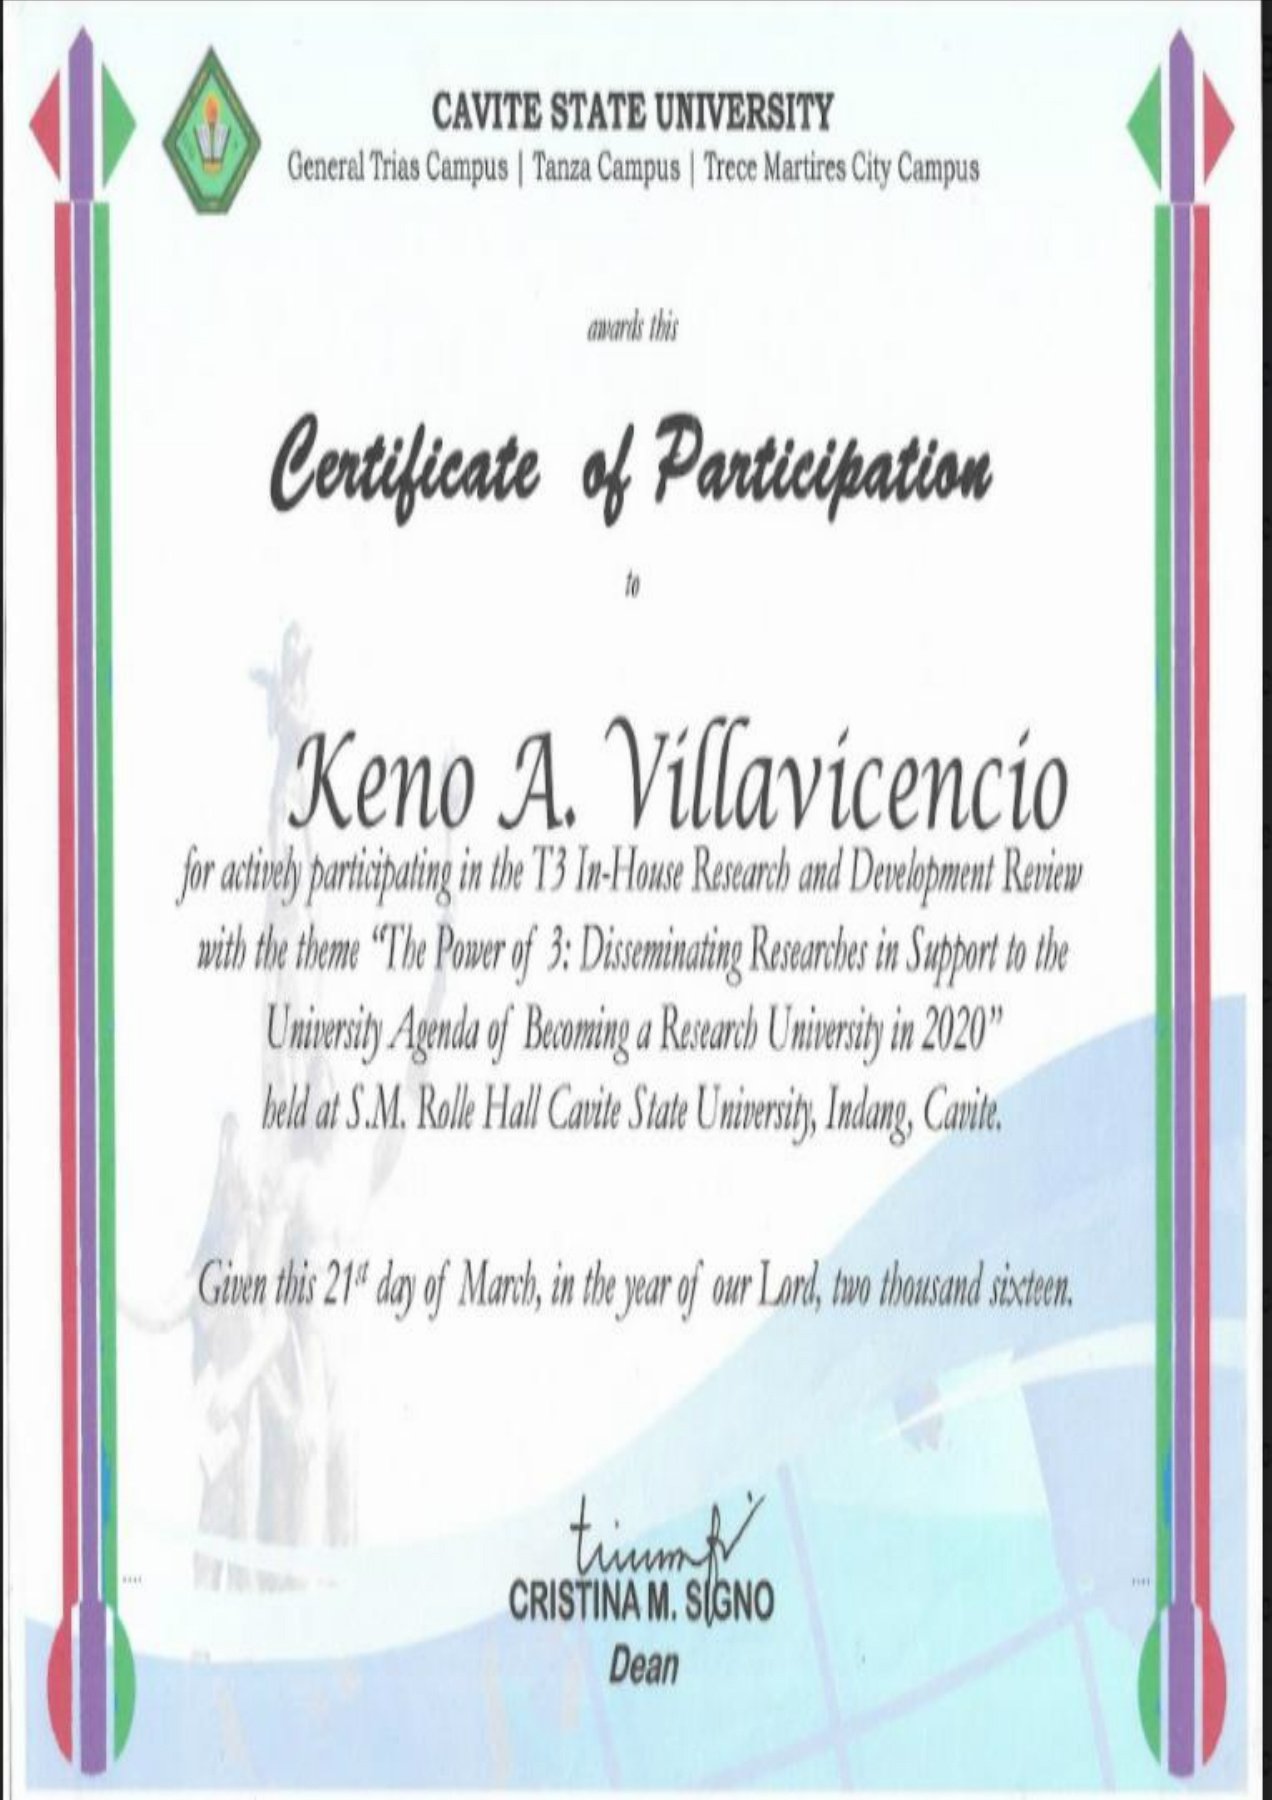 CAVITE STATE UNIVERSITY
General Trias Campus | Tanza Campus | Trece Martires City Campus
awards this
Certificate of Participation
to
Keno A. Villavicencio
for actively participating in the T3 In-House Research and Development Review
with the theme “The Power of 3: Disseminating Researches in Support to the
University Agenda of Becoming a Research University in 2020”
held at S.M. Rolle Hall Cavite State University, Indang, Cavite.
Given this 21st day of March, in the year of our Lord, two thousand sixteen.
CRISTINA M. SIGNO
Dean